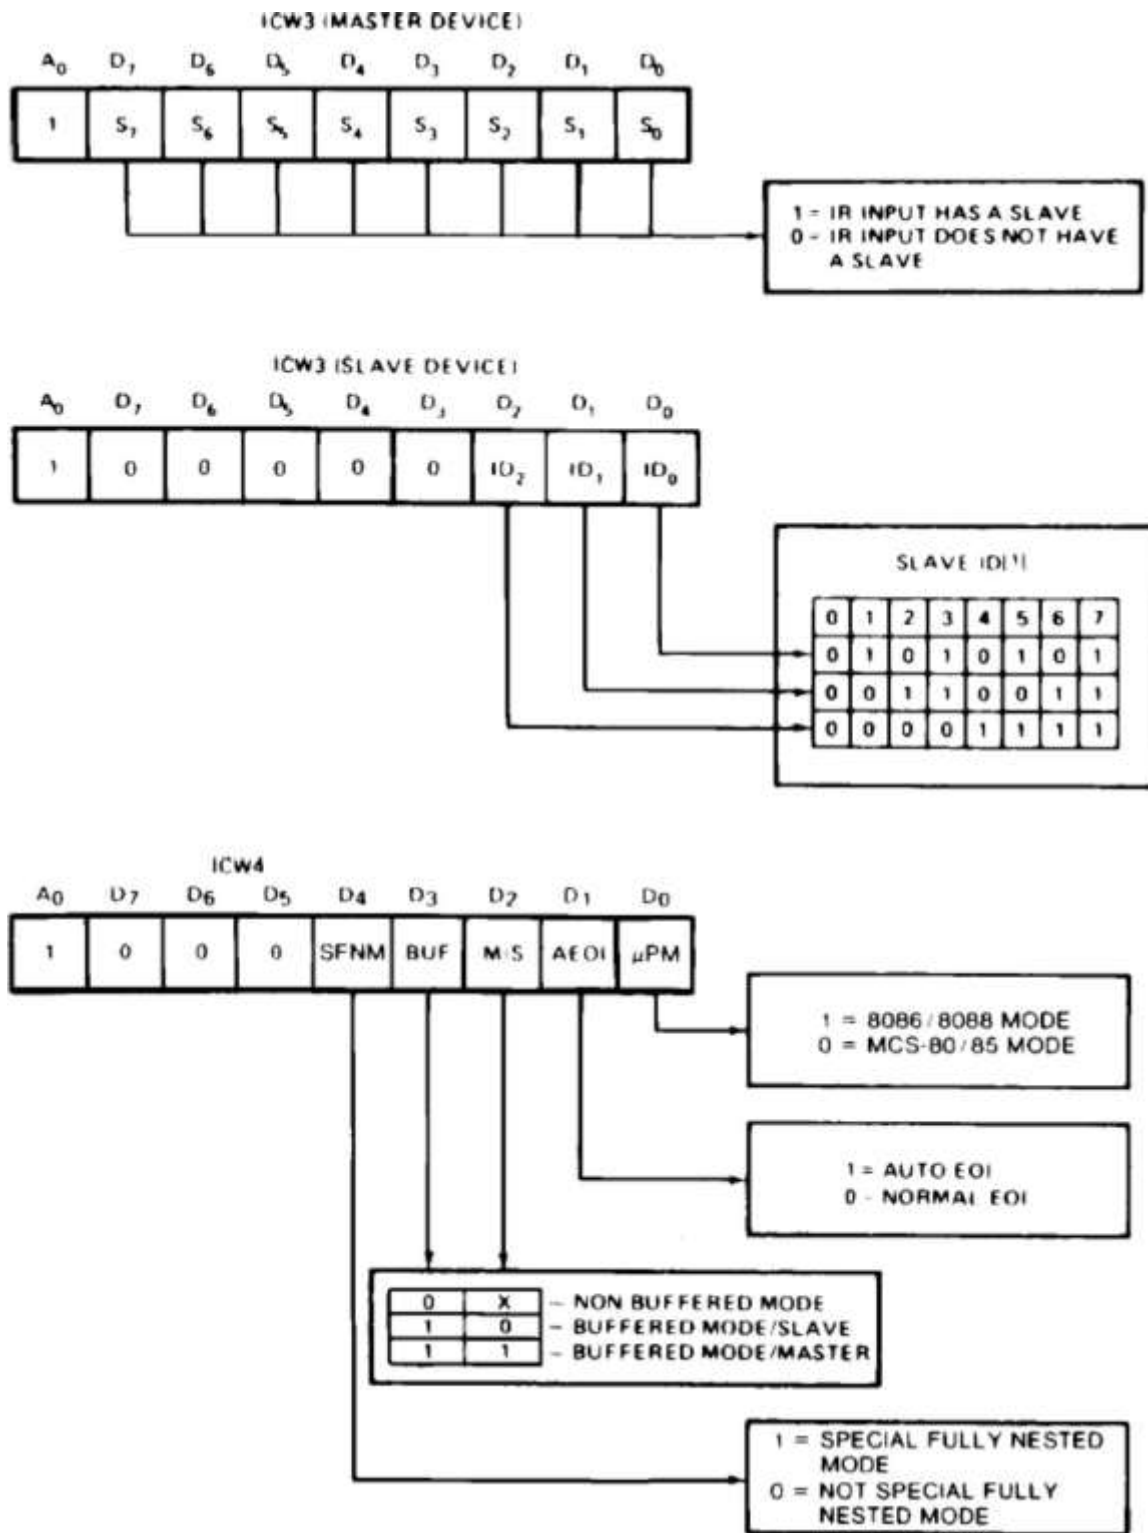 ICW3 (MASTER DEVICE)
A0 D7 D6 D5 D4 D3 D2 D1 D0
1 S7 S6 S5 S4 S3 S2 S1 S0
1 = IR INPUT HAS A SLAVE
0 - IR INPUT DOES NOT HAVE
A SLAVE
ICW3 (SLAVE DEVICE)
A0 D7 D6 D5 D4 D3 D2 D1 D0
1 0 0 0 0 0 ID2 ID1 ID0
SLAVE ID[1]
0 1 2 3 4 5 6 7
0 1 0 1 0 1 0 1
0 0 1 1 0 0 1 1
0 0 0 0 1 1 1 1
ICW4
A0 D7 D6 D5 D4 D3 D2 D1 D0
1 0 0 0 SFNM BUF M/S AEOI µPM
1 = 8086/8088 MODE
0 = MCS-80/85 MODE
1 = AUTO EOI
0 - NORMAL EOI
0 X - NON BUFFERED MODE
1 0 - BUFFERED MODE/SLAVE
1 1 - BUFFERED MODE/MASTER
1 = SPECIAL FULLY NESTED
MODE
0 = NOT SPECIAL FULLY
NESTED MODE